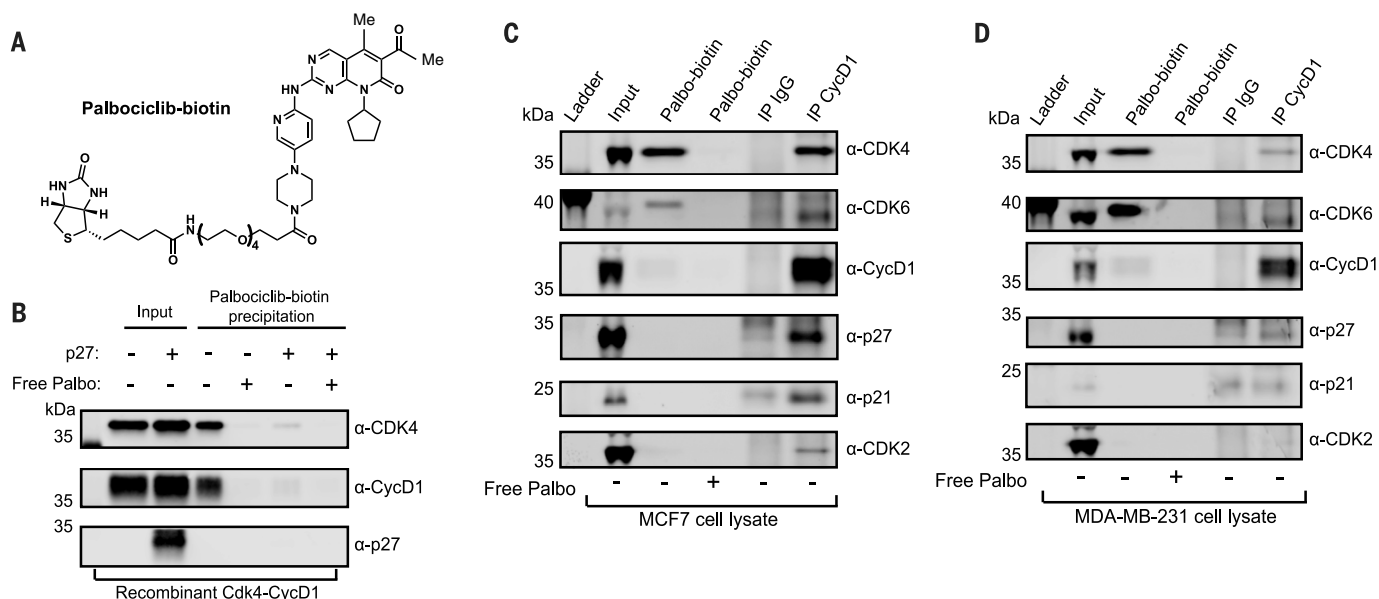 A
Palbociclib-biotin
Me
O
N
Me
N
N
N
O
HN
N
N
N
O
HN
NH
H
H
S
O
H
N
O
4
O
B
Input
Palbociclib-biotin
precipitation
p27: - + - - + +
Free Palbo: - - - + - +
kDa
35
α-CDK4
35
α-CycD1
35
α-p27
Recombinant Cdk4-CycD1
C
kDa
Ladder
Input
Palbo-biotin
Palbo-biotin
IP IgG
IP CycD1
35
α-CDK4
40
α-CDK6
35
α-CycD1
35
α-p27
25
α-p21
35
α-CDK2
Free Palbo - - + - -
MCF7 cell lysate
D
kDa
Ladder
Input
Palbo-biotin
Palbo-biotin
IP IgG
IP CycD1
35
α-CDK4
40
α-CDK6
35
α-CycD1
35
α-p27
25
α-p21
35
α-CDK2
Free Palbo - - + - -
MDA-MB-231 cell lysate